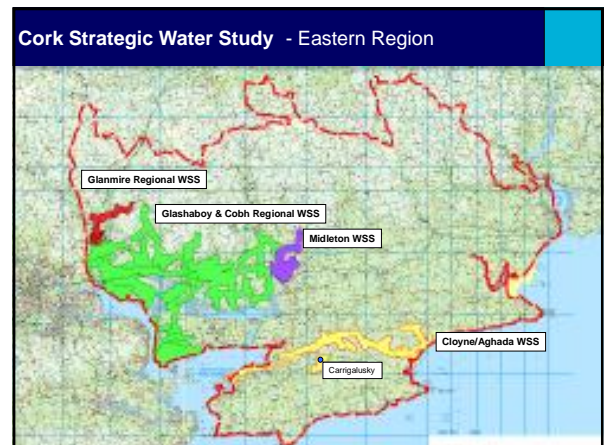 Cork Strategic Water Study - Eastern Region
Glanmire Regional WSS
Glashaboy & Cobh Regional WSS
Midleton WSS
Cloyne/Aghada WSS
Carrigalusky